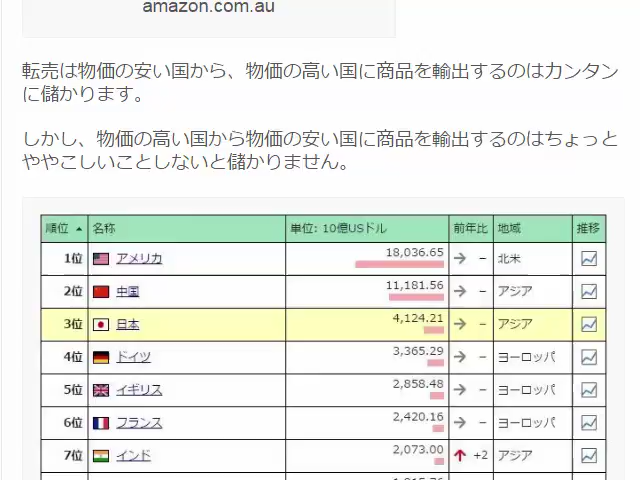 amazon.com.au
転売は物価の安い国から、物価の高い国に商品を輸出するのはカンタン
に儲かります。
しかし、物価の高い国から物価の安い国に商品を輸出するのはちょっと
ややこしいことしないと儲かりません。
順位 ▲ 名称 単位: 10億USドル 前年比 地域 推移
1位 アメリカ 18,036.65 → － 北米
2位 中国 11,181.56 → － アジア
3位 日本 4,124.21 → － アジア
4位 ドイツ 3,365.29 → － ヨーロッパ
5位 イギリス 2,858.48 → － ヨーロッパ
6位 フランス 2,420.16 → － ヨーロッパ
7位 インド 2,073.00 ↑ +2 アジア